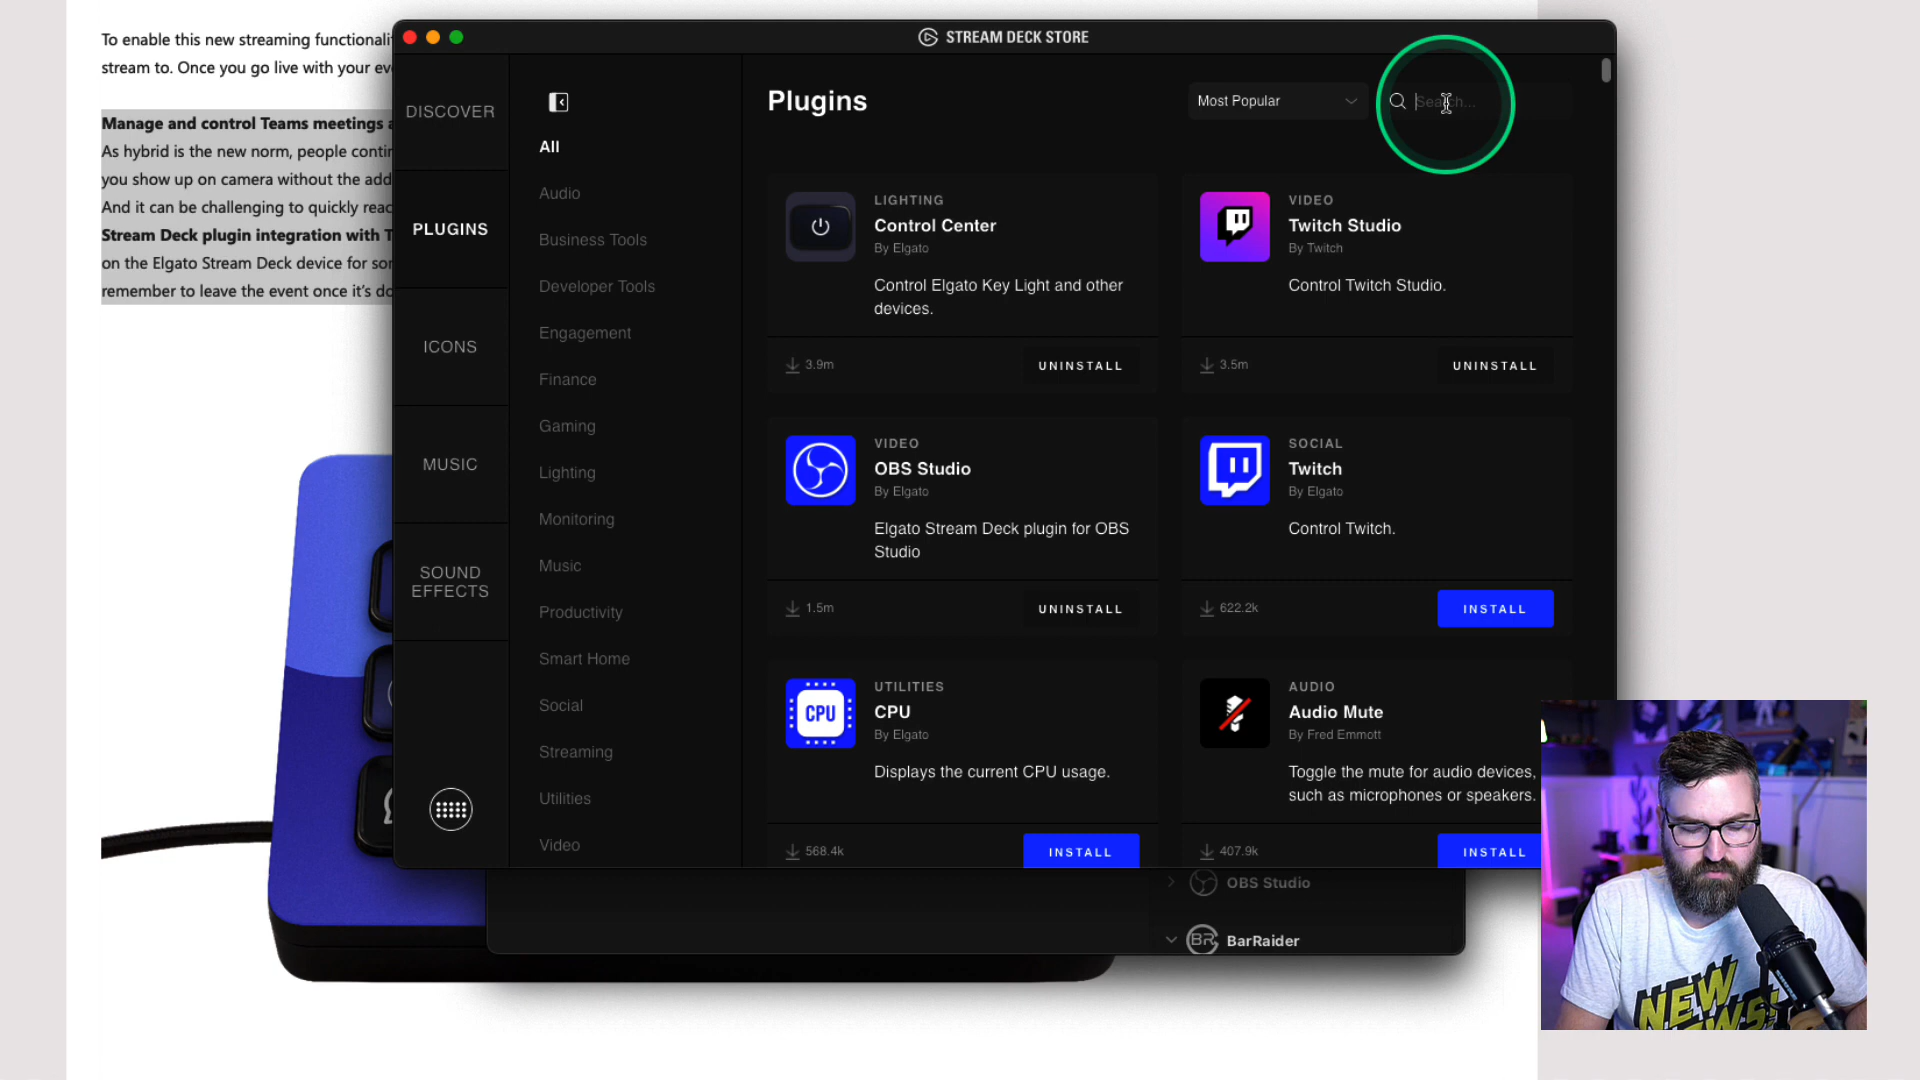 To enable this new streaming functionali
stream to. Once you go live with your ev
Manage and control Teams meetings a
As hybrid is the new norm, people contin
you show up on camera without the add
And it can be challenging to quickly reac
Stream Deck plugin integration with T
on the Elgato Stream Deck device for som
remember to leave the event once it's do
STREAM DECK STORE
DISCOVER
PLUGINS
ICONS
MUSIC
SOUND
EFFECTS
All
Audio
Business Tools
Developer Tools
Engagement
Finance
Gaming
Lighting
Monitoring
Music
Productivity
Smart Home
Social
Streaming
Utilities
Video
Plugins
Most Popular
Search...
LIGHTING
Control Center
By Elgato
Control Elgato Key Light and other
devices.
3.9m
UNINSTALL
VIDEO
Twitch Studio
By Twitch
Control Twitch Studio.
3.5m
UNINSTALL
VIDEO
OBS Studio
By Elgato
Elgato Stream Deck plugin for OBS
Studio
1.5m
UNINSTALL
SOCIAL
Twitch
By Elgato
Control Twitch.
622.2k
INSTALL
CPU
UTILITIES
CPU
By Elgato
Displays the current CPU usage.
568.4k
INSTALL
AUDIO
Audio Mute
By Fred Emmott
Toggle the mute for audio devices,
such as microphones or speakers.
407.9k
INSTALL
OBS Studio
BR
BarRaider
NEW